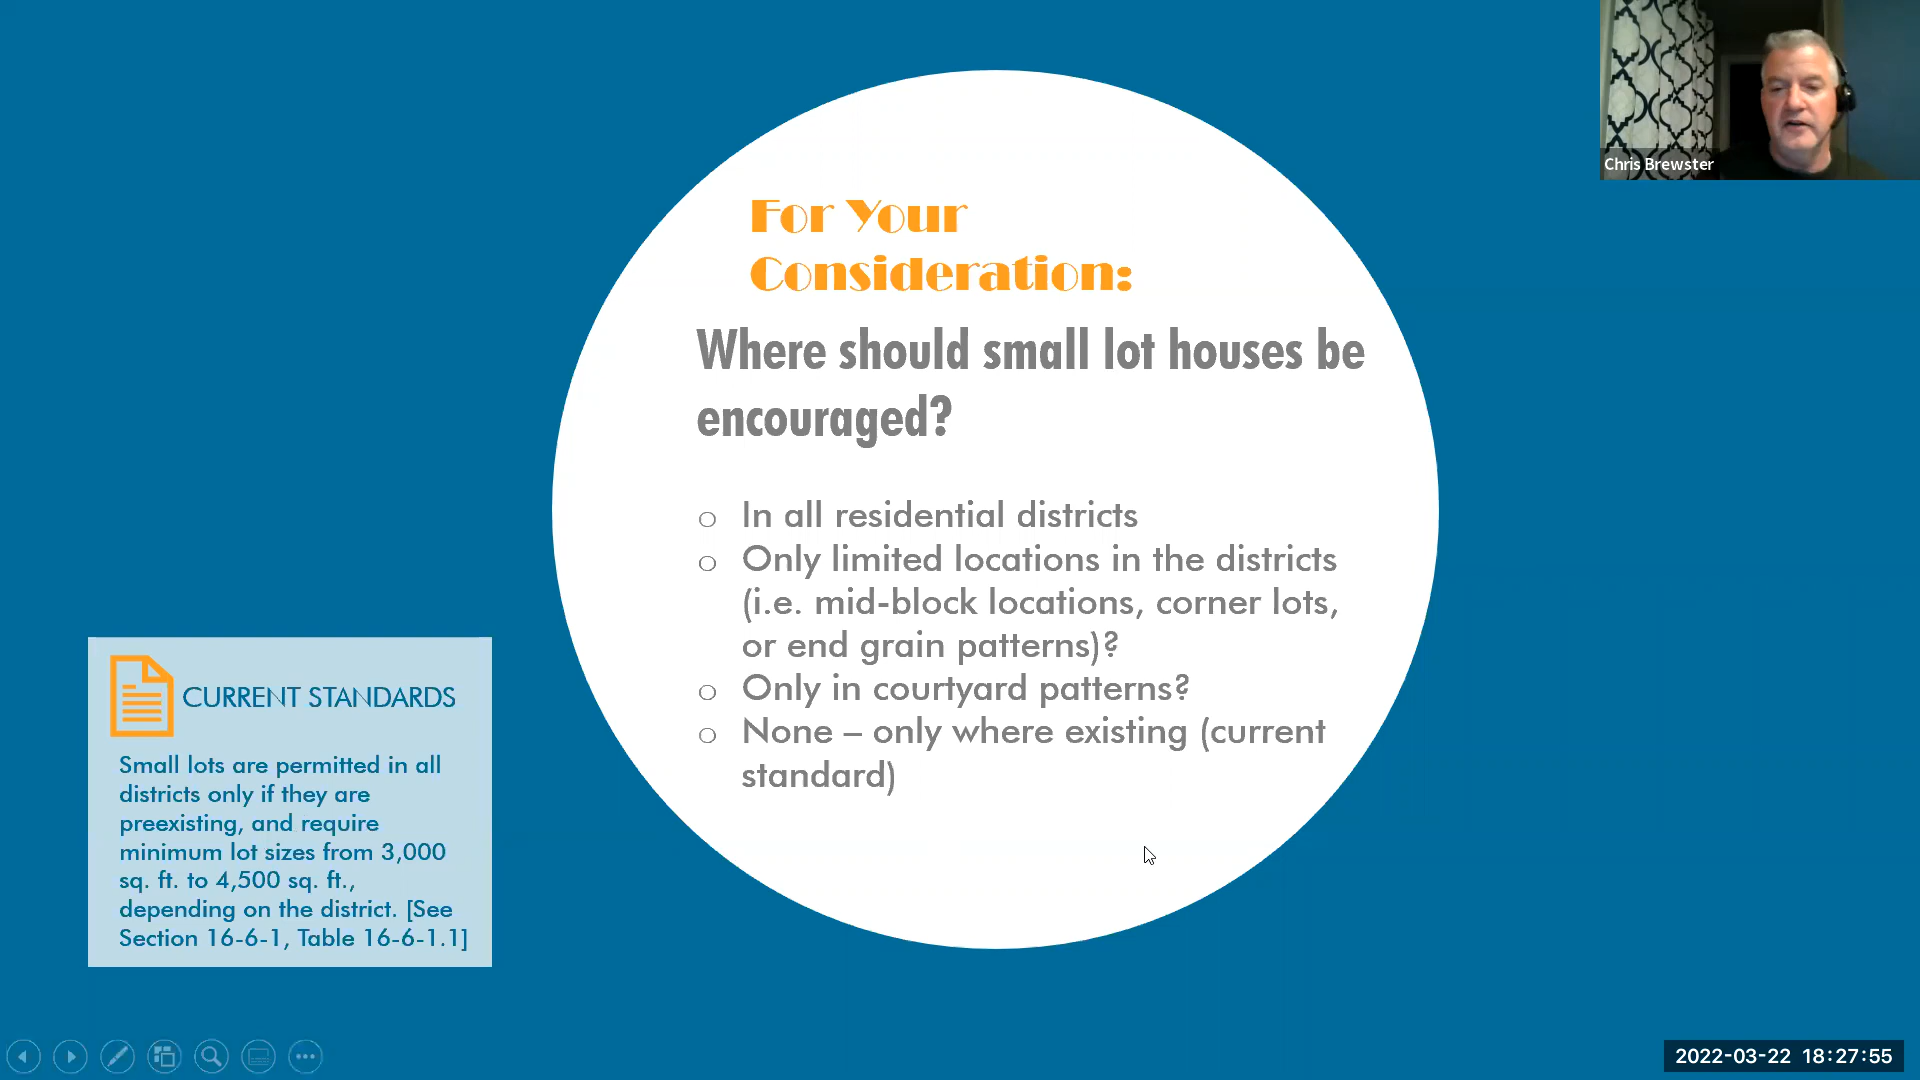 Chris Brewster
For Your
Consideration:
Where should small lot houses be
encouraged?
o In all residential districts
o Only limited locations in the districts
(i.e. mid-block locations, corner lots,
or end grain patterns)?
o Only in courtyard patterns?
o None – only where existing (current
standard)
CURRENT STANDARDS
Small lots are permitted in all
districts only if they are
preexisting, and require
minimum lot sizes from 3,000
sq. ft. to 4,500 sq. ft.,
depending on the district. [See
Section 16-6-1, Table 16-6-1.1]
2022-03-22 18:27:55